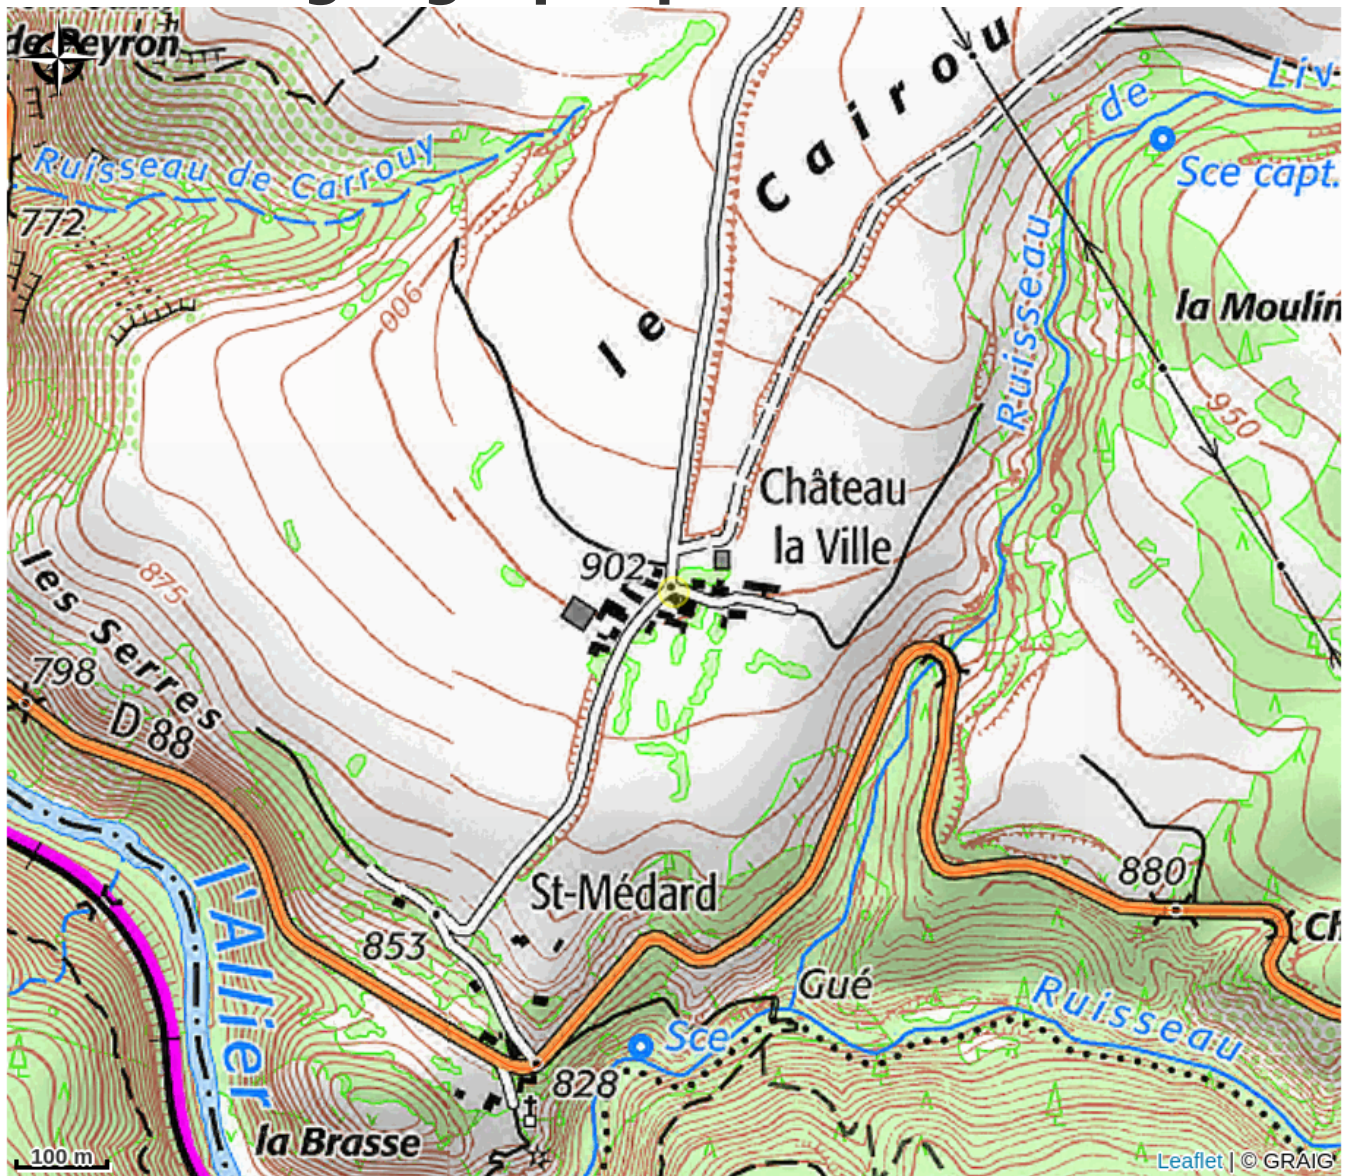 de Peyron
Cairou
de
Liv
Ruisseau de Carrouy
Sce capt.
772
Ruisseau
la Moulin
900
le
950
Château
la Ville
902
875
les Serres
798
D 88
880
St-Médard
l'Allier
853
Ch
Gué
Ruisseau
Sce
828
la Brasse
100 m
Leaflet | © GRAIG